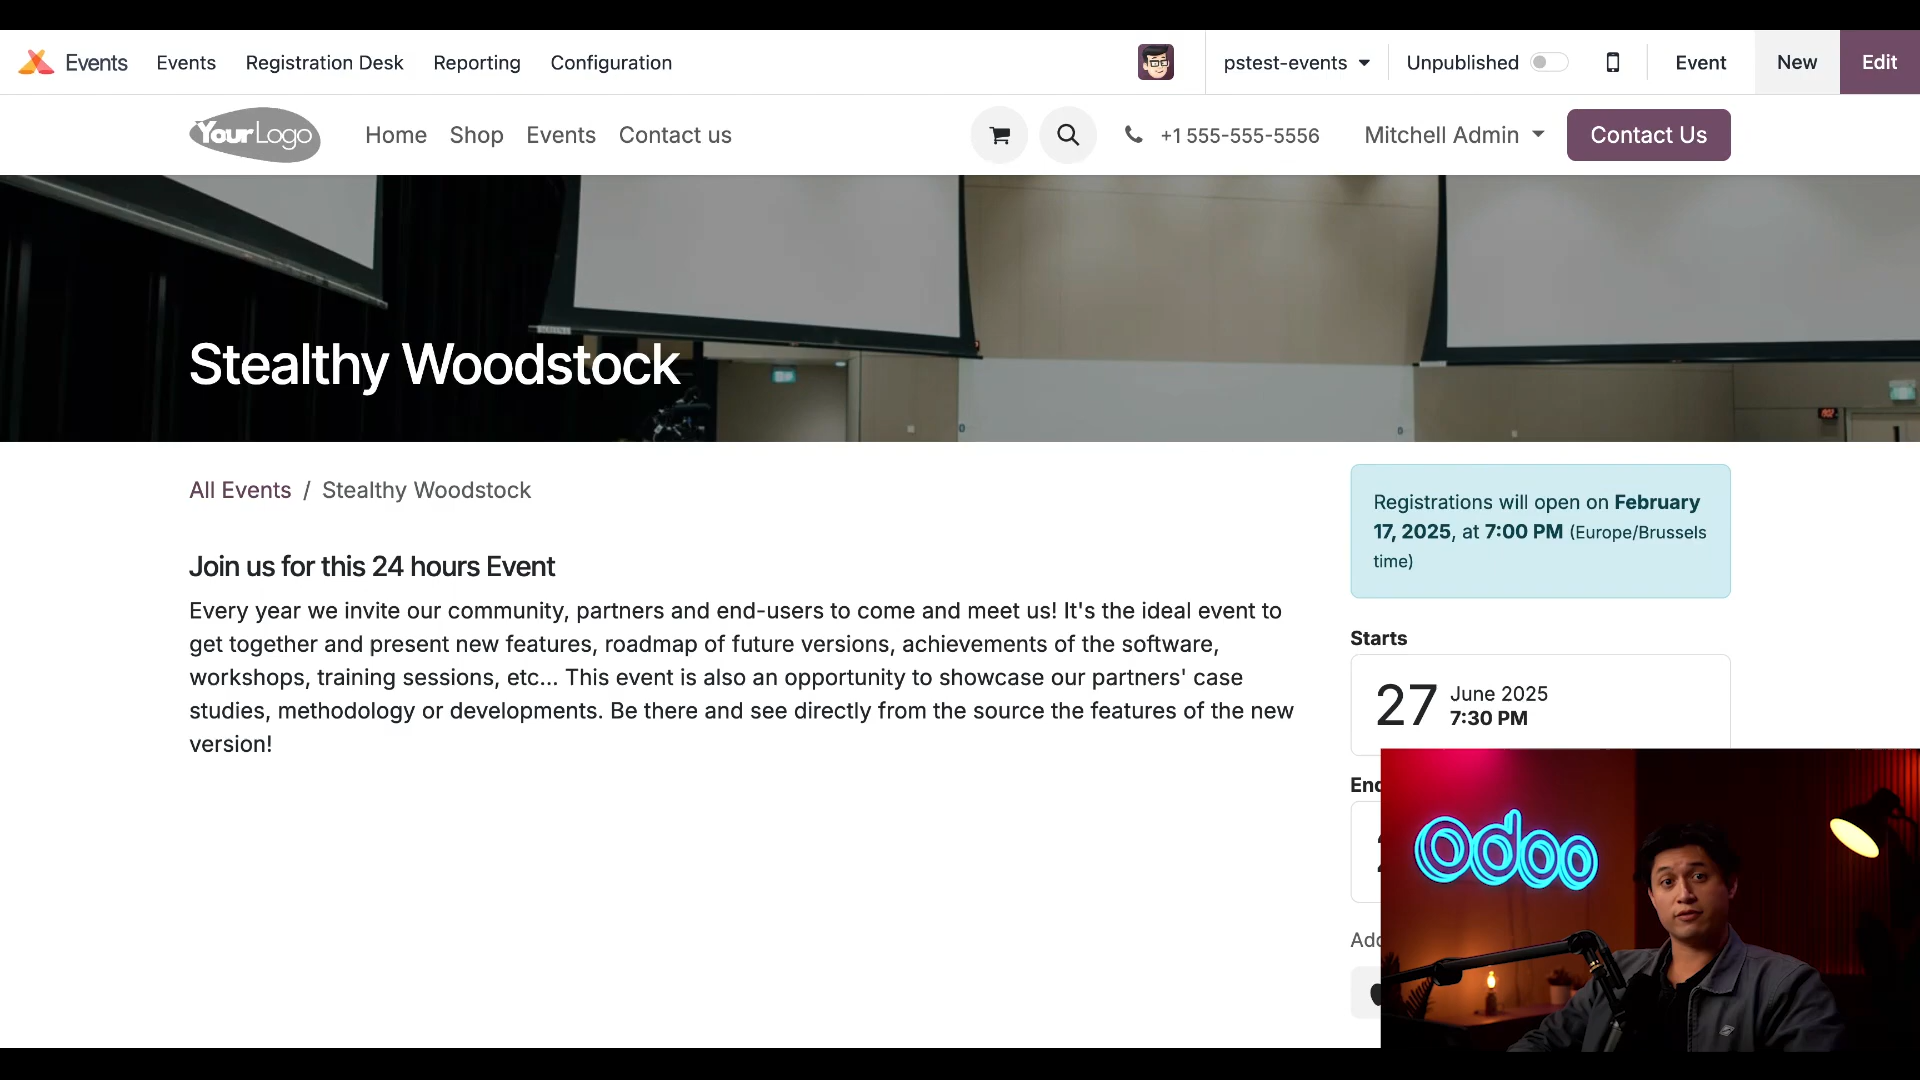 Events Events Registration Desk Reporting Configuration pstest-events Unpublished Event New Edit
YourLogo Home Shop Events Contact us +1 555-555-5556 Mitchell Admin Contact Us
Stealthy Woodstock
All Events / Stealthy Woodstock
Join us for this 24 hours Event
Every year we invite our community, partners and end-users to come and meet us! It's the ideal event to
get together and present new features, roadmap of future versions, achievements of the software,
workshops, training sessions, etc... This event is also an opportunity to showcase our partners' case
studies, methodology or developments. Be there and see directly from the source the features of the new
version!
Registrations will open on February
17, 2025, at 7:00 PM (Europe/Brussels
time)
Starts
27 June 2025
7:30 PM
odoo